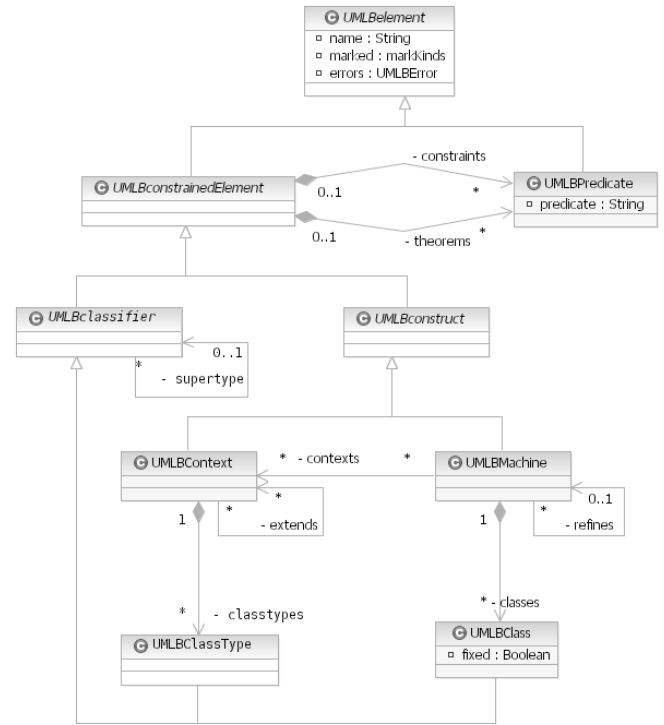 UMLBelement
name : String
marked : markKinds
errors : UMLBError
- constraints
UMLBconstrainedElement
0..1
*
UMLBPredicate
predicate : String
0..1
- theorems
*
UMLBclassifier
UMLBconstruct
0..1
*
- supertype
UMLBContext
* - contexts *
UMLBMachine
*
*
- extends
1
0..1
*
- refines
1
* - classtypes
* - classes
UMLBClassType
UMLBClass
fixed : Boolean